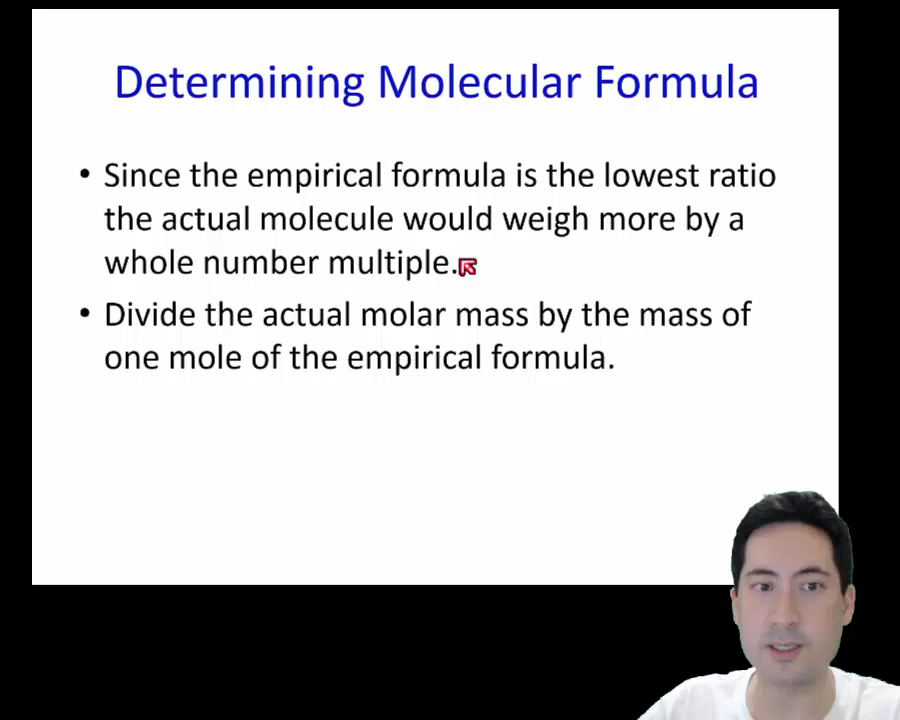 Determining Molecular Formula
• Since the empirical formula is the lowest ratio
the actual molecule would weigh more by a
whole number multiple.
• Divide the actual molar mass by the mass of
one mole of the empirical formula.